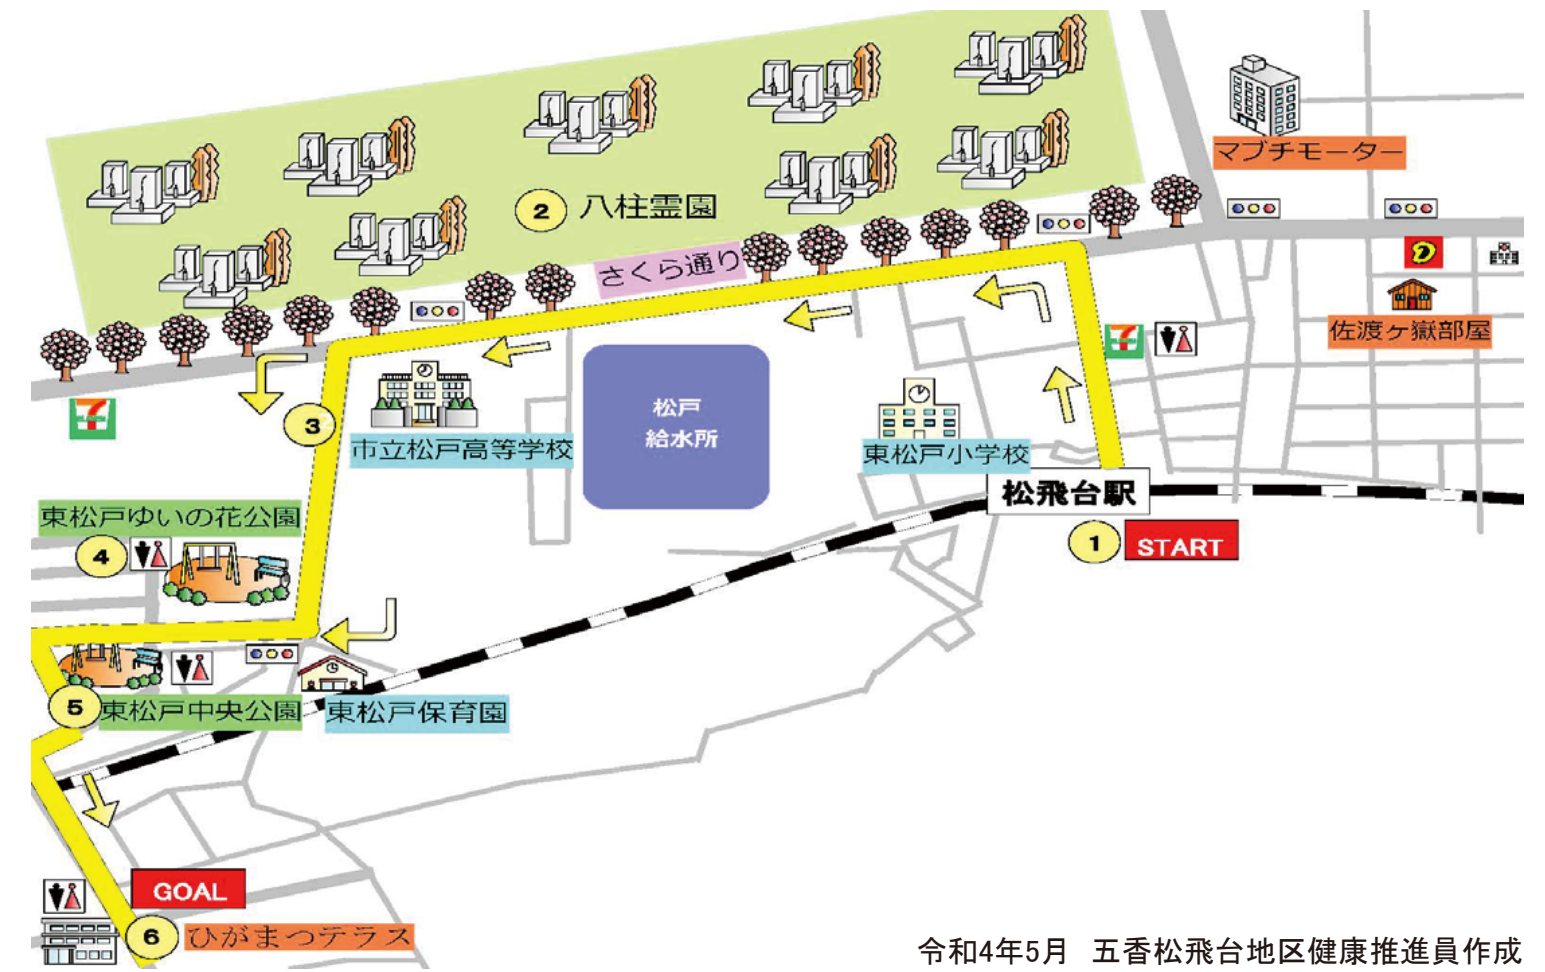 マブチモーター
2 八柱霊園
さくら通り
佐渡ケ嶽部屋
7
7
松戸
給水所
3
市立松戸高等学校
東松戸小学校
松飛台駅
東松戸ゆいの花公園
4
1 START
5 東松戸中央公園
東松戸保育園
GOAL
6 ひがまつテラス
令和4年5月 五香松飛台地区健康推進員作成